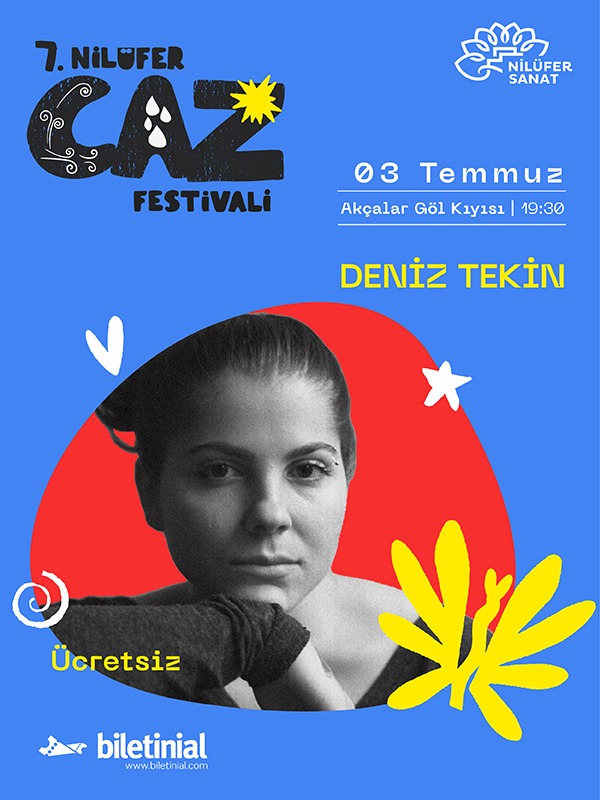 7. NİLÜFER
CAZ
FESTİVALİ
NİLÜFER
SANAT
03 Temmuz
Akçalar Göl Kıyısı | 19:30
DENİZ TEKİN
Ücretsiz
biletinial
www.biletinial.com